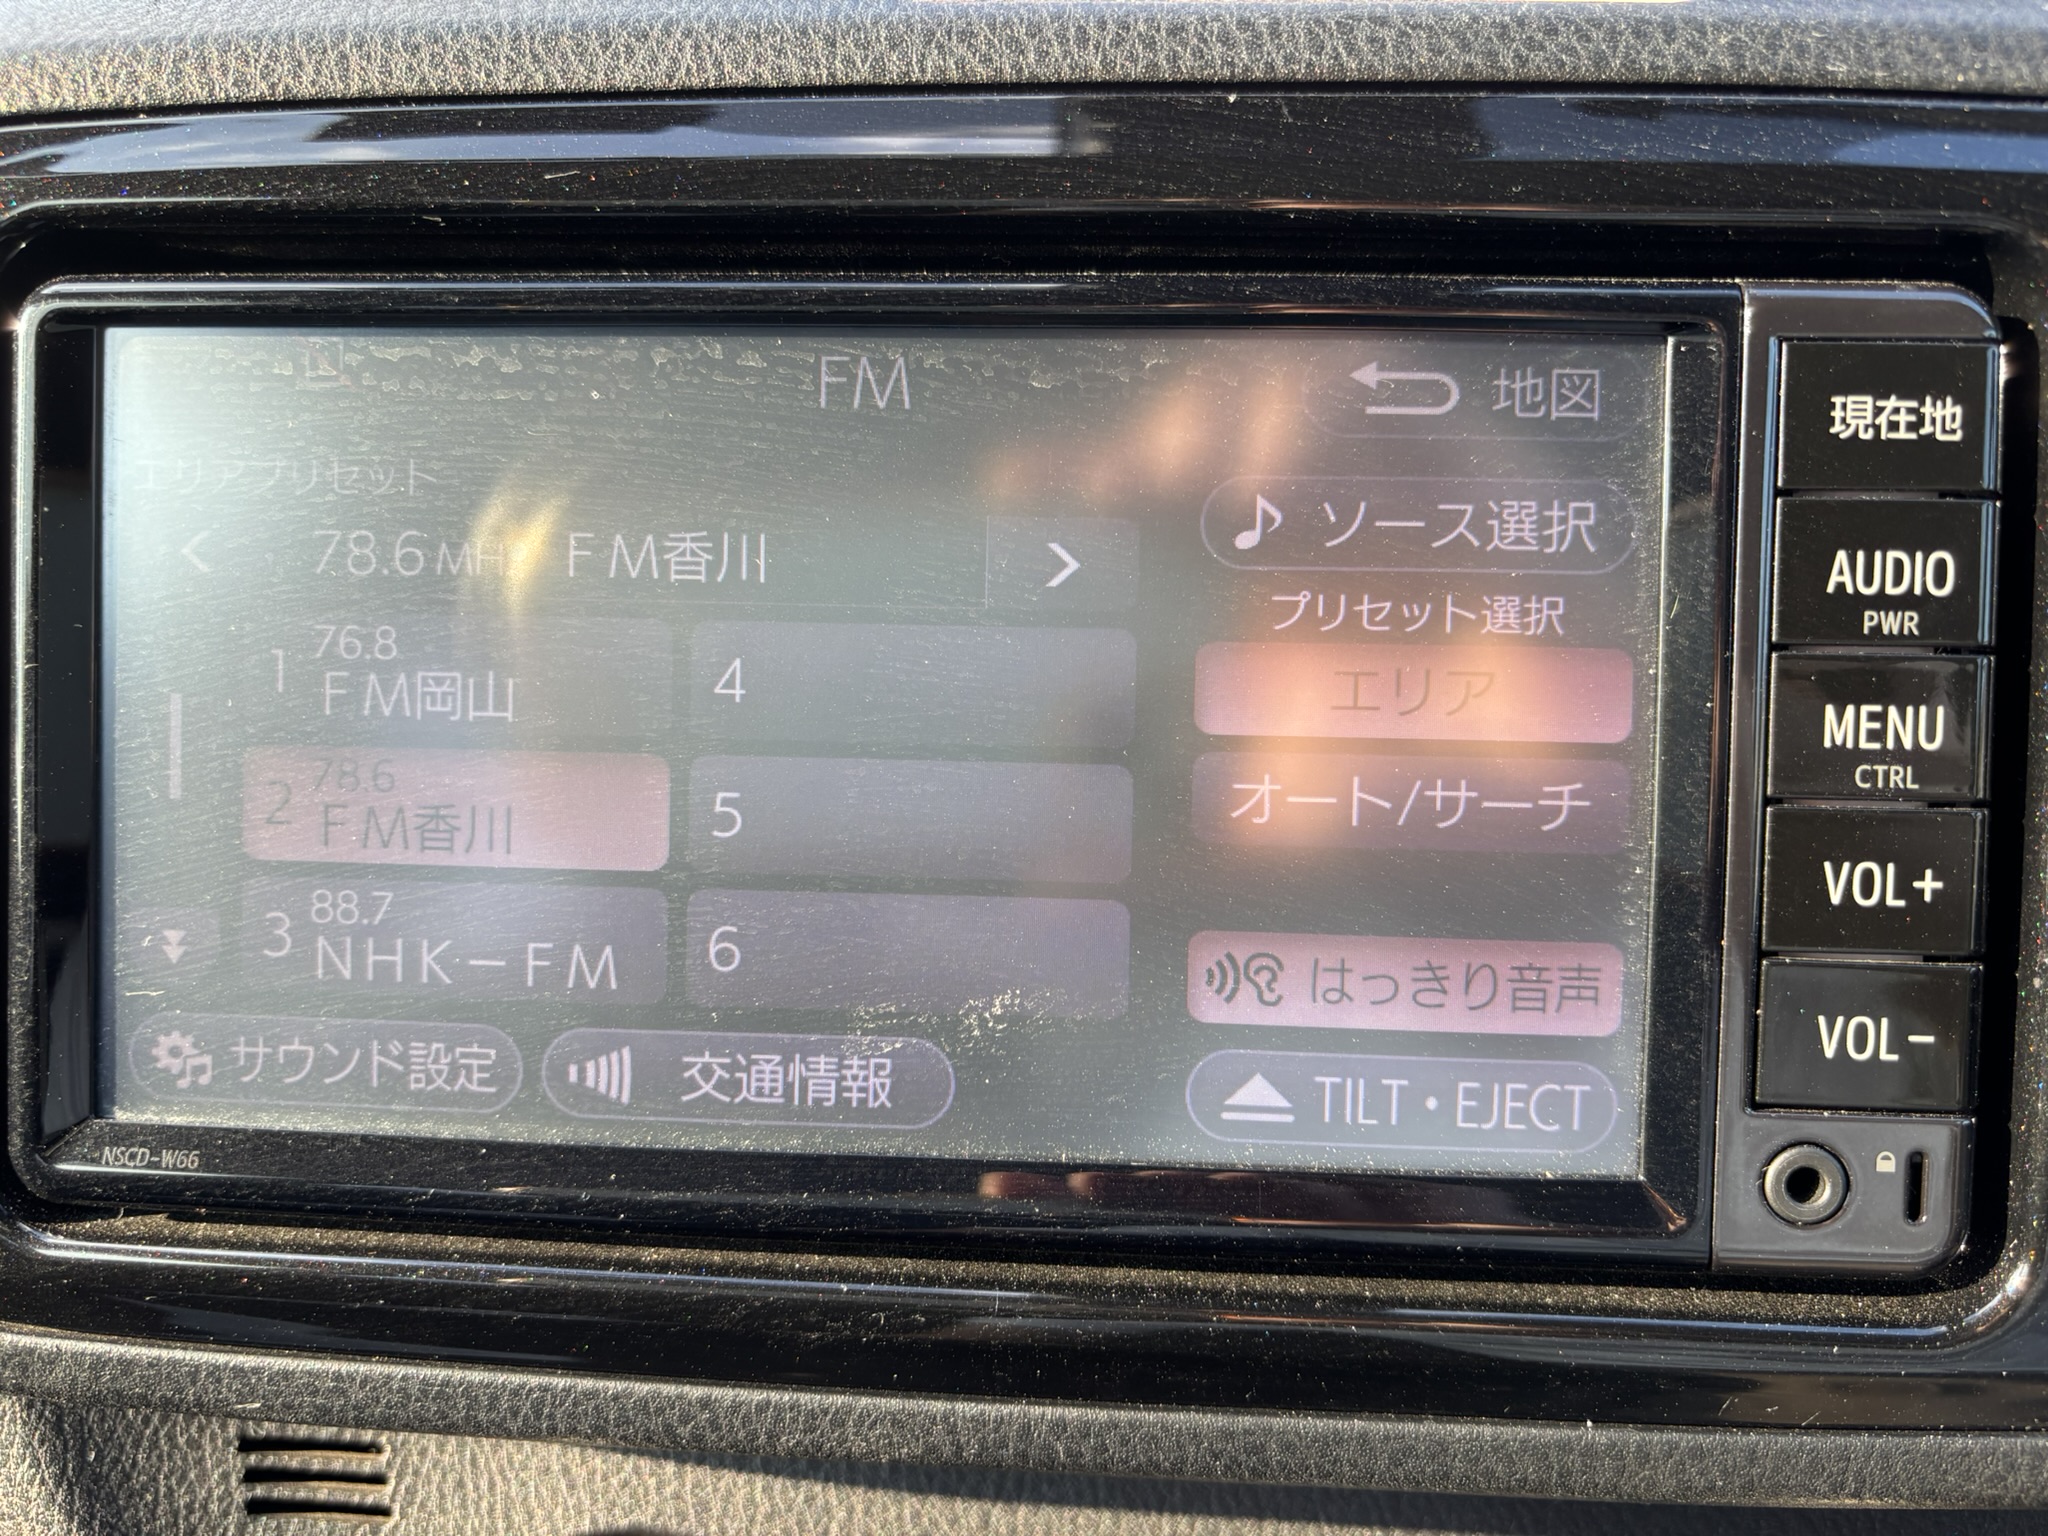 FM
地図
エリアプリセット
78.6MH
FM香川
ソース選択
プリセット選択
1 76.8
FM岡山
4
エリア
2 78.6
FM香川
5
オート/サーチ
3 88.7
NHK-FM
6
はっきり音声
サウンド設定
交通情報
TILT・EJECT
NSCD-W66
現在地
AUDIO
PWR
MENU
CTRL
VOL+
VOL-